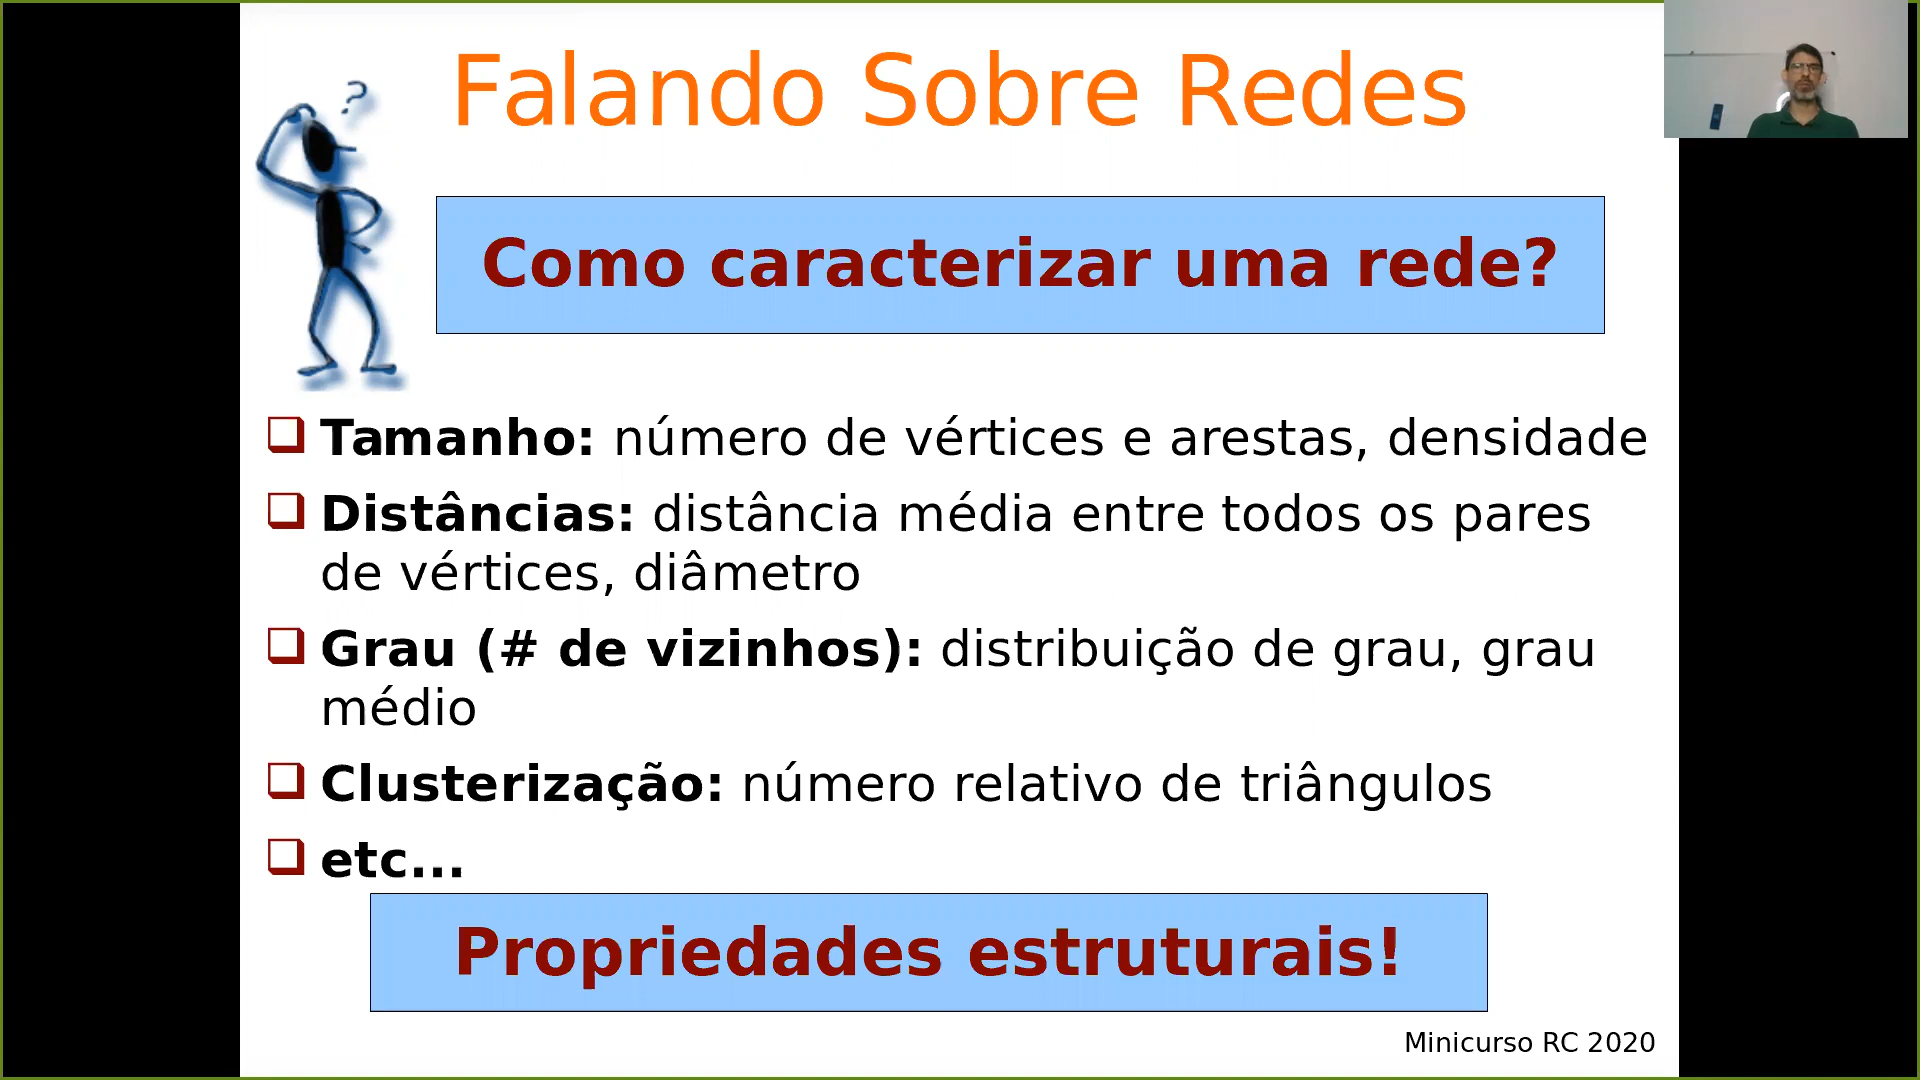 Falando Sobre Redes
?
Como caracterizar uma rede?
Tamanho: número de vértices e arestas, densidade
Distâncias: distância média entre todos os pares
de vértices, diâmetro
Grau (# de vizinhos): distribuição de grau, grau
médio
Clusterização: número relativo de triângulos
etc...
Propriedades estruturais!
Minicurso RC 2020